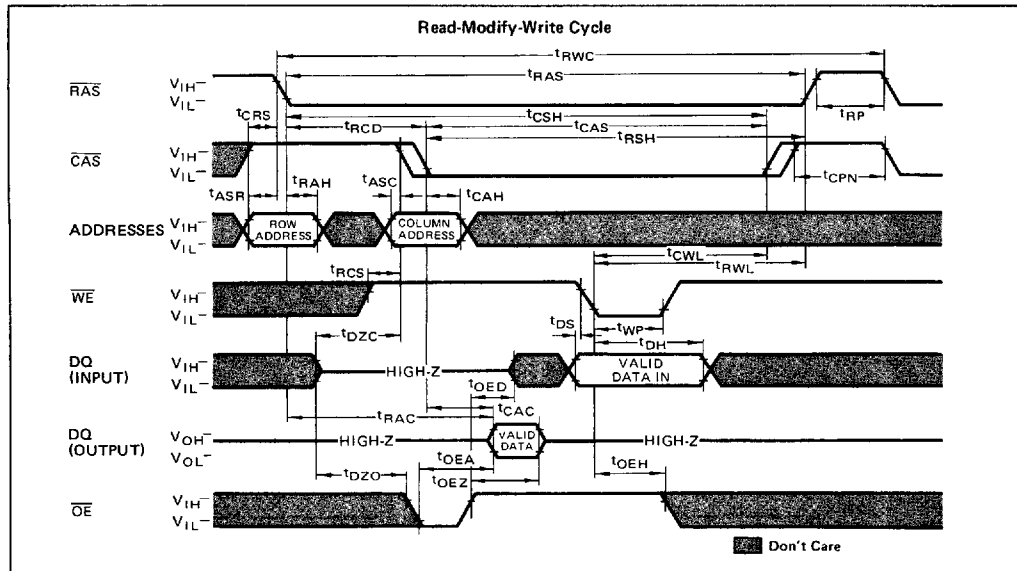 Read-Modify-Write Cycle
tRWC
tRAS
RAS
VIH
VIL
tCRS
tRCD
tCSH
tCAS
tRSH
tRP
CAS
VIH
VIL
tASR
tRAH
tASC
tCAH
tCPN
ADDRESSES
VIH
VIL
ROW ADDRESS
COLUMN ADDRESS
tCWL
tRWL
tRCS
WE
VIH
VIL
tDZC
tDS
tWP
tDH
DQ (INPUT)
VIH
VIL
HIGH-Z
VALID DATA IN
tOED
tRAC
tCAC
DQ (OUTPUT)
VOH
VOL
HIGH-Z
VALID DATA
HIGH-Z
tDZO
tOEA
tOEZ
tOEH
OE
VIH
VIL
Don't Care